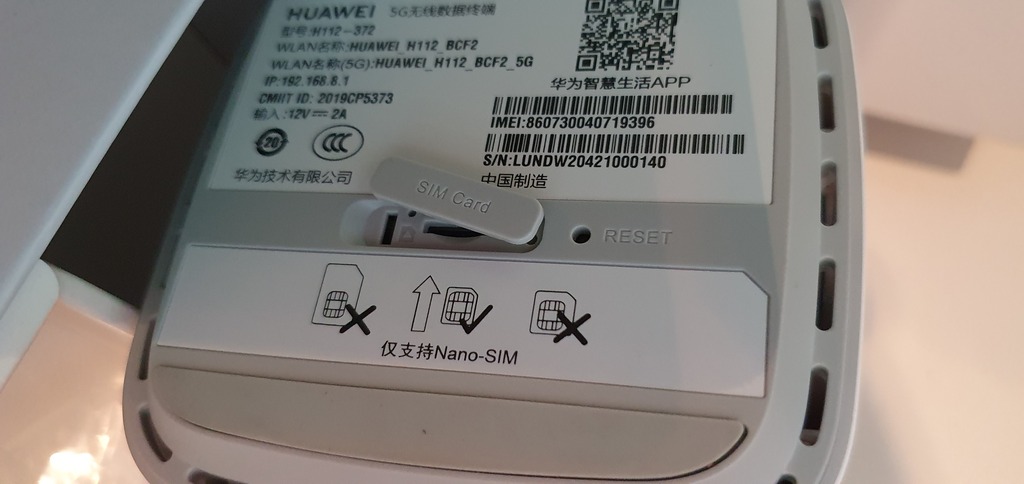 HUAWEI 5G无线数据终端
型号:H112-372
WLAN名称:HUAWEI_H112_BCF2
WLAN名称(5G):HUAWEI_H112_BCF2_5G
IP:192.168.8.1
CMIIT ID: 2019CP5373
输入:12V⎓2A
20
CCC
华为技术有限公司
华为智慧生活APP
IMEI:860730040719396
S/N:LUNDW20421000140
中国制造
SIM Card
RESET
仅支持Nano-SIM